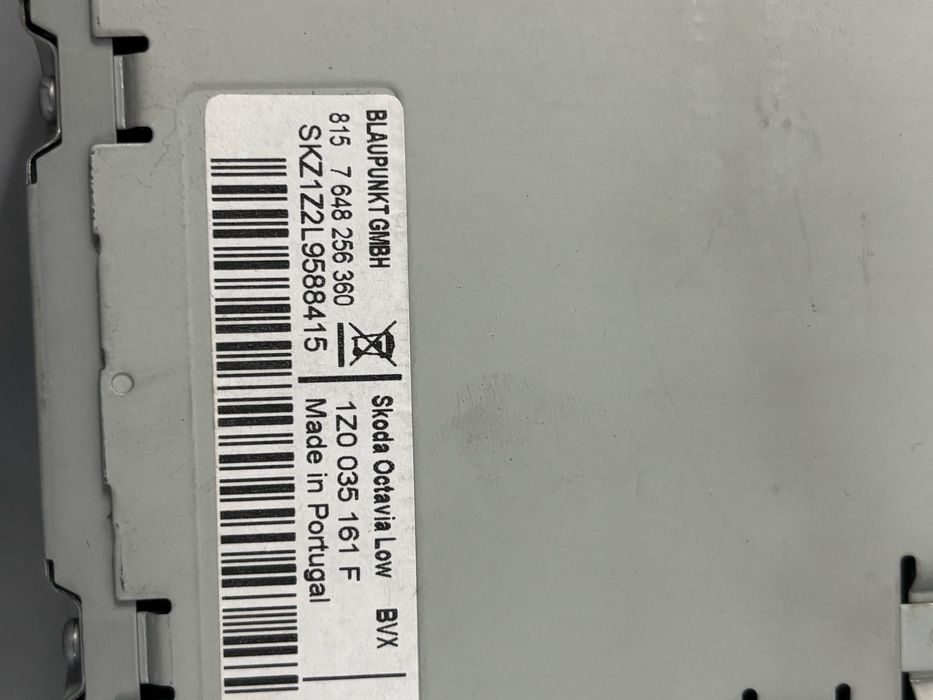 BLAUPUNKT GMBH
815 7 648 256 360
SKZ1Z2L9588415
Skoda Octavia Low BVX
1Z0 035 161 F
Made in Portugal